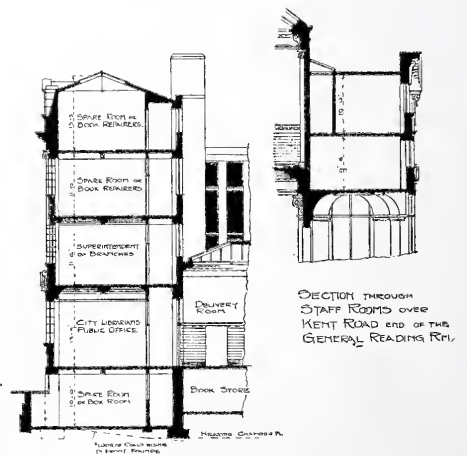 SPARE ROOM OR
BOOK REPAIRERS.
SPARE ROOM OR
BOOK REPAIRERS
SUPERINTENDENT
OF BRANCHES
CITY LIBRARIANS
PUBLIC OFFICE
DELIVERY
ROOM
SPARE ROOM
OR BOX ROOM
BOOK STORE
HEATING CHAMBER FL.
SECTION THROUGH
STAFF ROOMS OVER
KENT ROAD END OF THE
GENERAL READING RM.